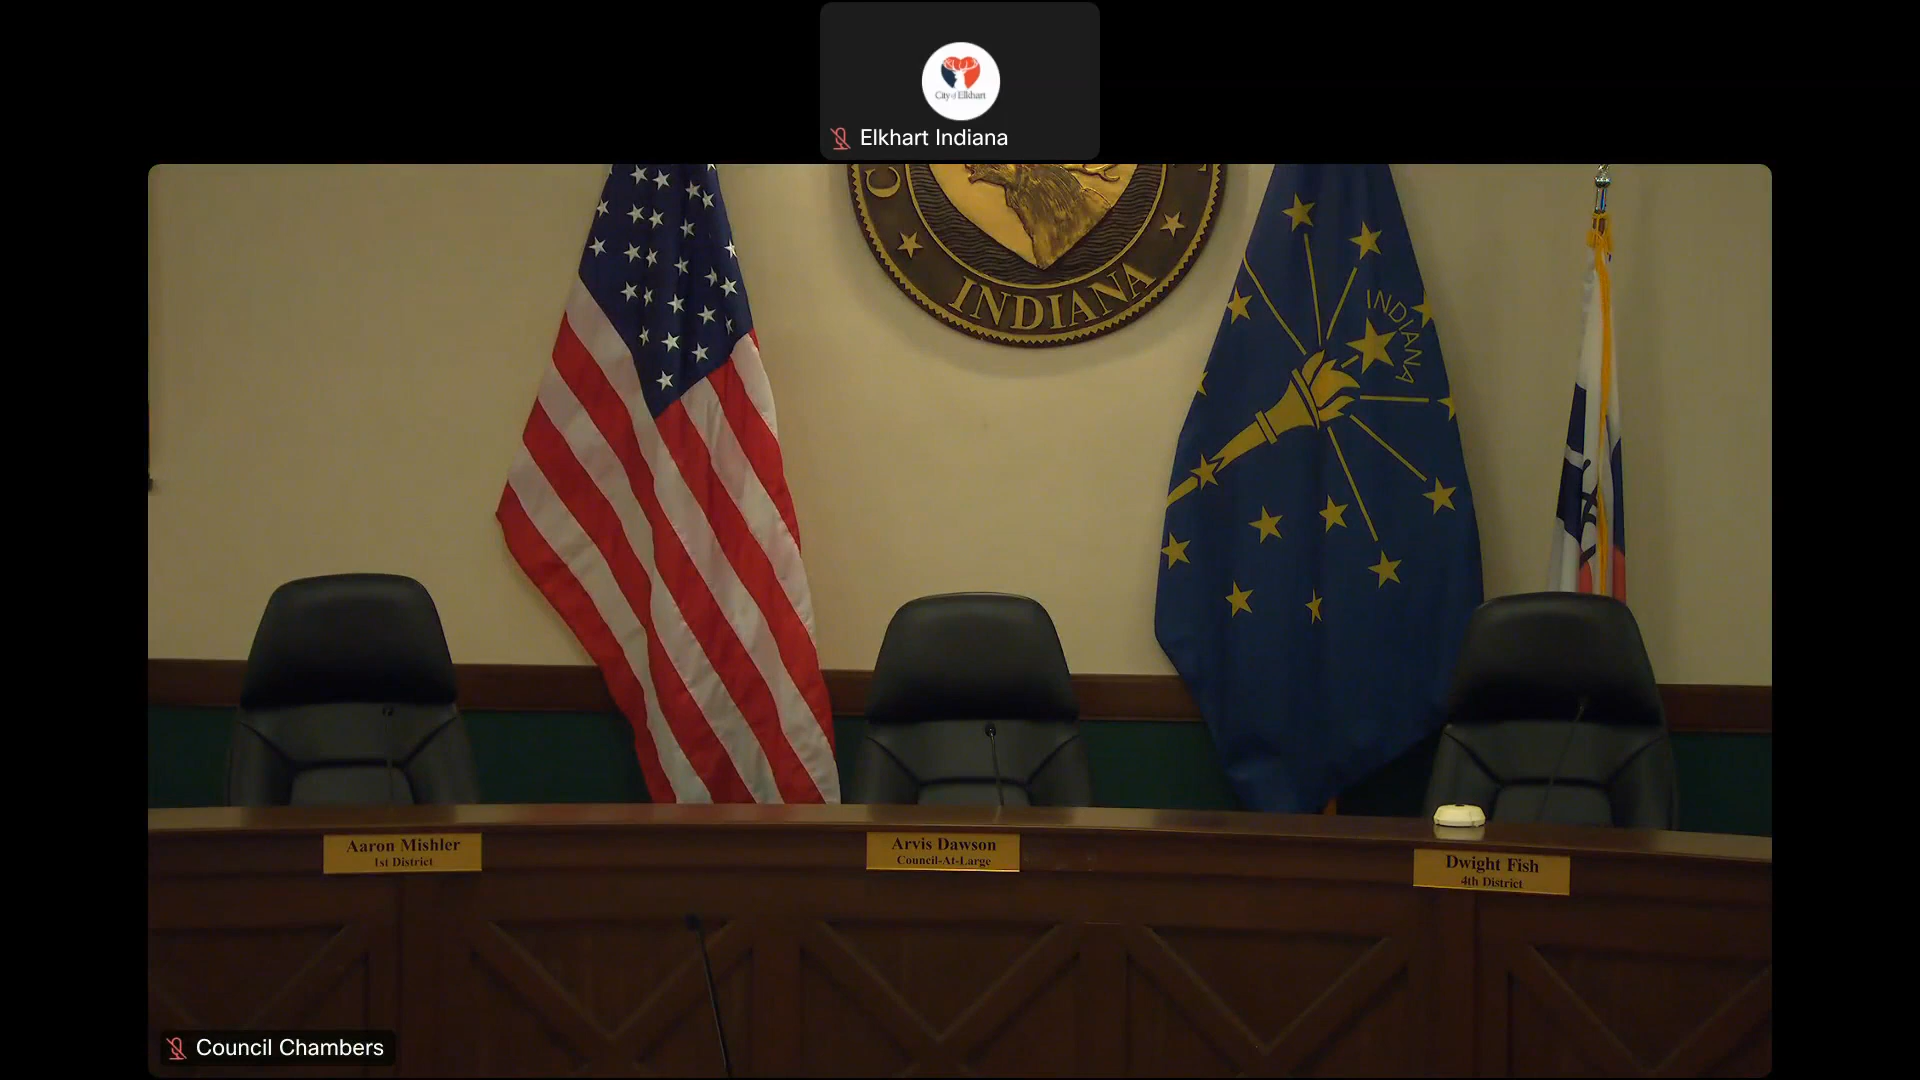 City of Elkhart
Elkhart Indiana
INDIANA
INDIANA
Aaron Mishler
1st District
Arvis Dawson
Council-At-Large
Dwight Fish
4th District
Council Chambers